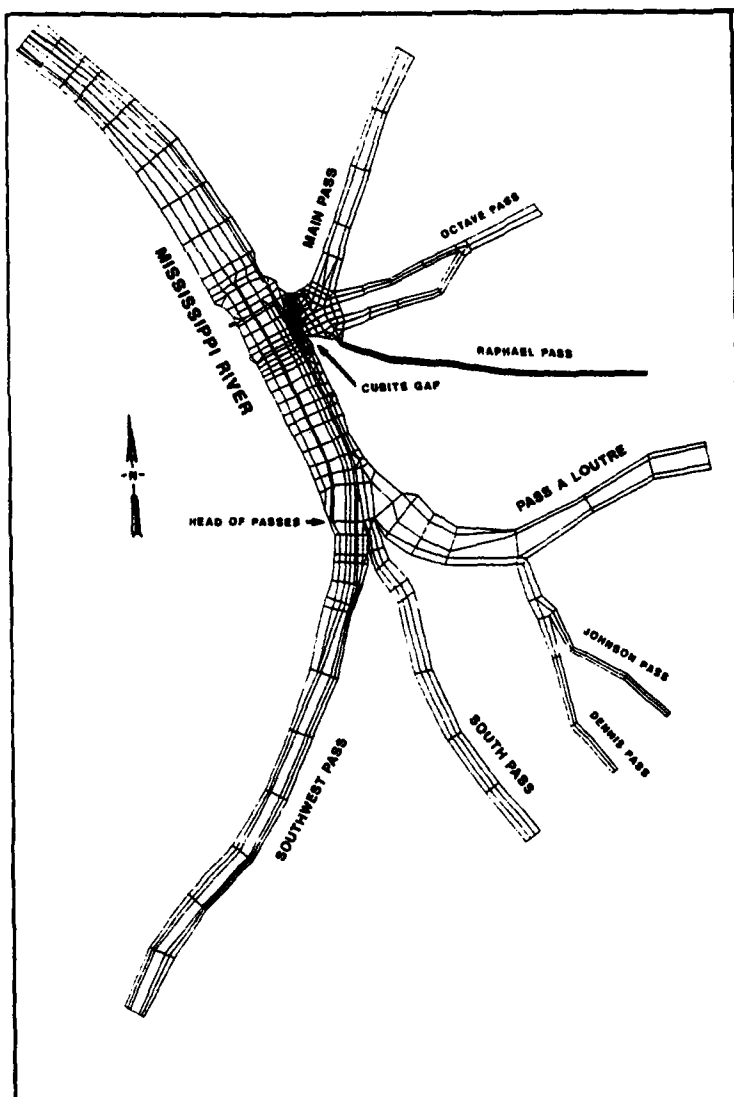 MAIN PASS
OCTAVE PASS
MISSISSIPPI RIVER
RAPHAEL PASS
CUBITS GAP
-N-
PASS A LOUTRE
HEAD OF PASSES
JOHNSON PASS
DENNIS PASS
SOUTH PASS
SOUTHWEST PASS